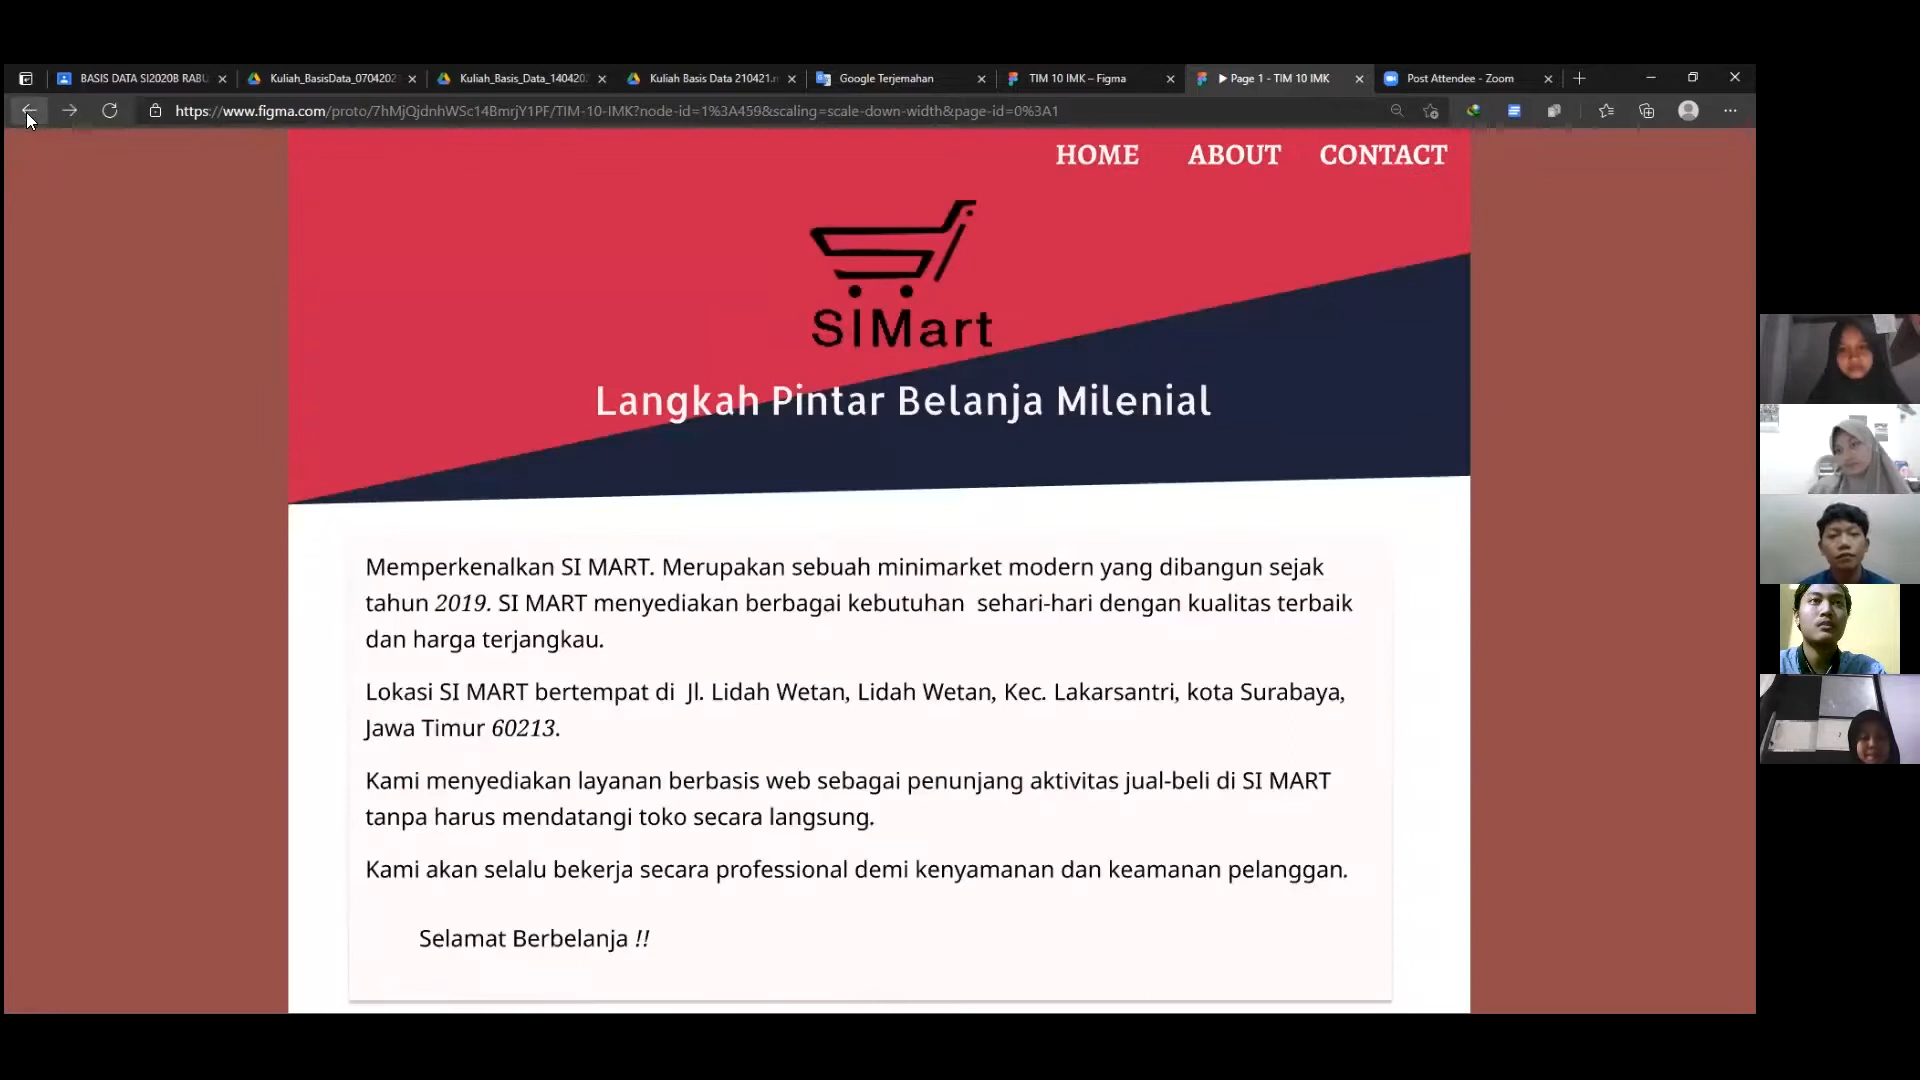 BASIS DATA SI2020B RABU
Kuliah_BasisData_0704202
Kuliah_Basis_Data_140420
Kuliah Basis Data 210421.m
Google Terjemahan
TIM 10 IMK – Figma
Page 1 - TIM 10 IMK
Post Attendee - Zoom
https://www.figma.com/proto/7hMjQjdnhWSc14BmrjY1PF/TIM-10-IMK?node-id=1%3A459&scaling=scale-down-width&page-id=0%3A1
HOME ABOUT CONTACT
SIMart
Langkah Pintar Belanja Milenial
Memperkenalkan SI MART. Merupakan sebuah minimarket modern yang dibangun sejak
tahun 2019. SI MART menyediakan berbagai kebutuhan sehari-hari dengan kualitas terbaik
dan harga terjangkau.
Lokasi SI MART bertempat di Jl. Lidah Wetan, Lidah Wetan, Kec. Lakarsantri, kota Surabaya,
Jawa Timur 60213.
Kami menyediakan layanan berbasis web sebagai penunjang aktivitas jual-beli di SI MART
tanpa harus mendatangi toko secara langsung.
Kami akan selalu bekerja secara professional demi kenyamanan dan keamanan pelanggan.
Selamat Berbelanja !!